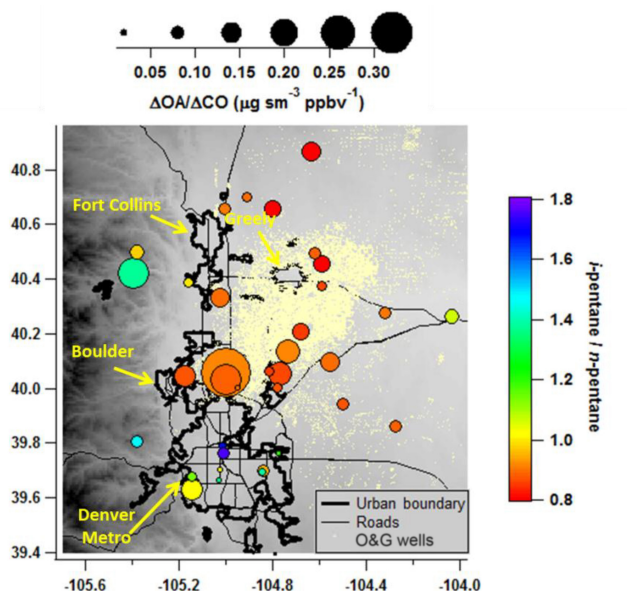 0.05 0.10 0.15 0.20 0.25 0.30
ΔOA/ΔCO (µg sm⁻³ ppbv⁻¹)
40.8
40.6
40.4
40.2
40.0
39.8
39.6
39.4
Fort Collins
Greely
Boulder
Denver
Metro
Urban boundary
Roads
O&G wells
-105.6 -105.2 -104.8 -104.4 -104.0
1.8
1.6
1.4
1.2
1.0
0.8
i-pentane / n-pentane